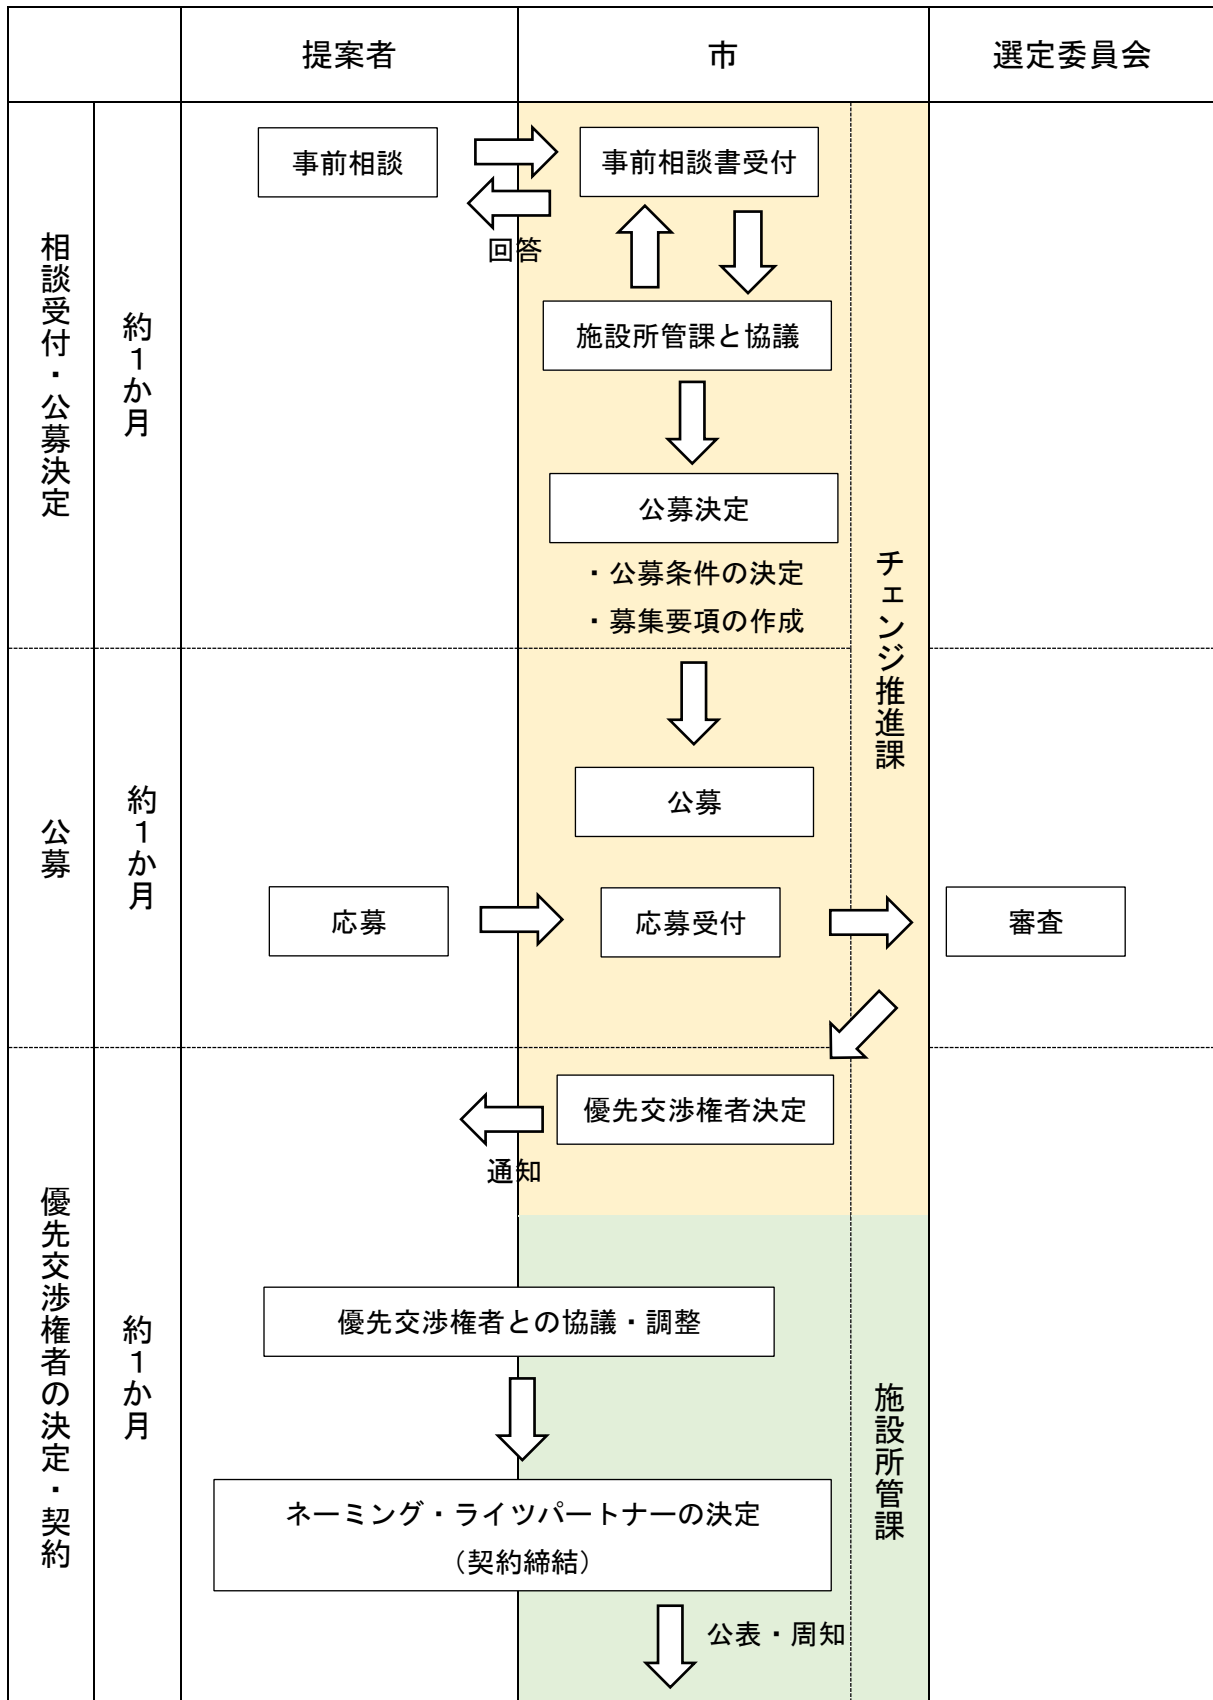 提案者
市
選定委員会
相談受付・公募決定
約１か月
事前相談
事前相談書受付
回答
施設所管課と協議
公募決定
・公募条件の決定
・募集要項の作成
チェンジ推進課
公募
約１か月
公募
応募
応募受付
審査
優先交渉権者の決定・契約
約１か月
優先交渉権者決定
通知
優先交渉権者との協議・調整
施設所管課
ネーミング・ライツパートナーの決定
（契約締結）
公表・周知